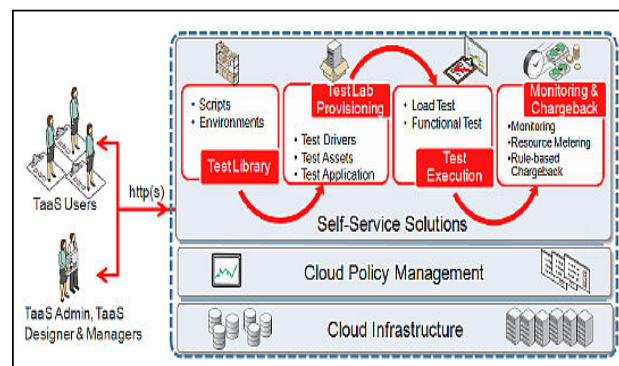 TaaS Users
http(s)
TaaS Admin, TaaS
Designer & Managers
• Scripts
• Environments
Test Library
Test Lab
Provisioning
• Test Drivers
• Test Assets
• Test Application
• Load Test
• Functional Test
Test
Execution
Monitoring &
Chargeback
•Monitoring
•Resource Metering
•Rule-based
Chargeback
Self-Service Solutions
Cloud Policy Management
Cloud Infrastructure